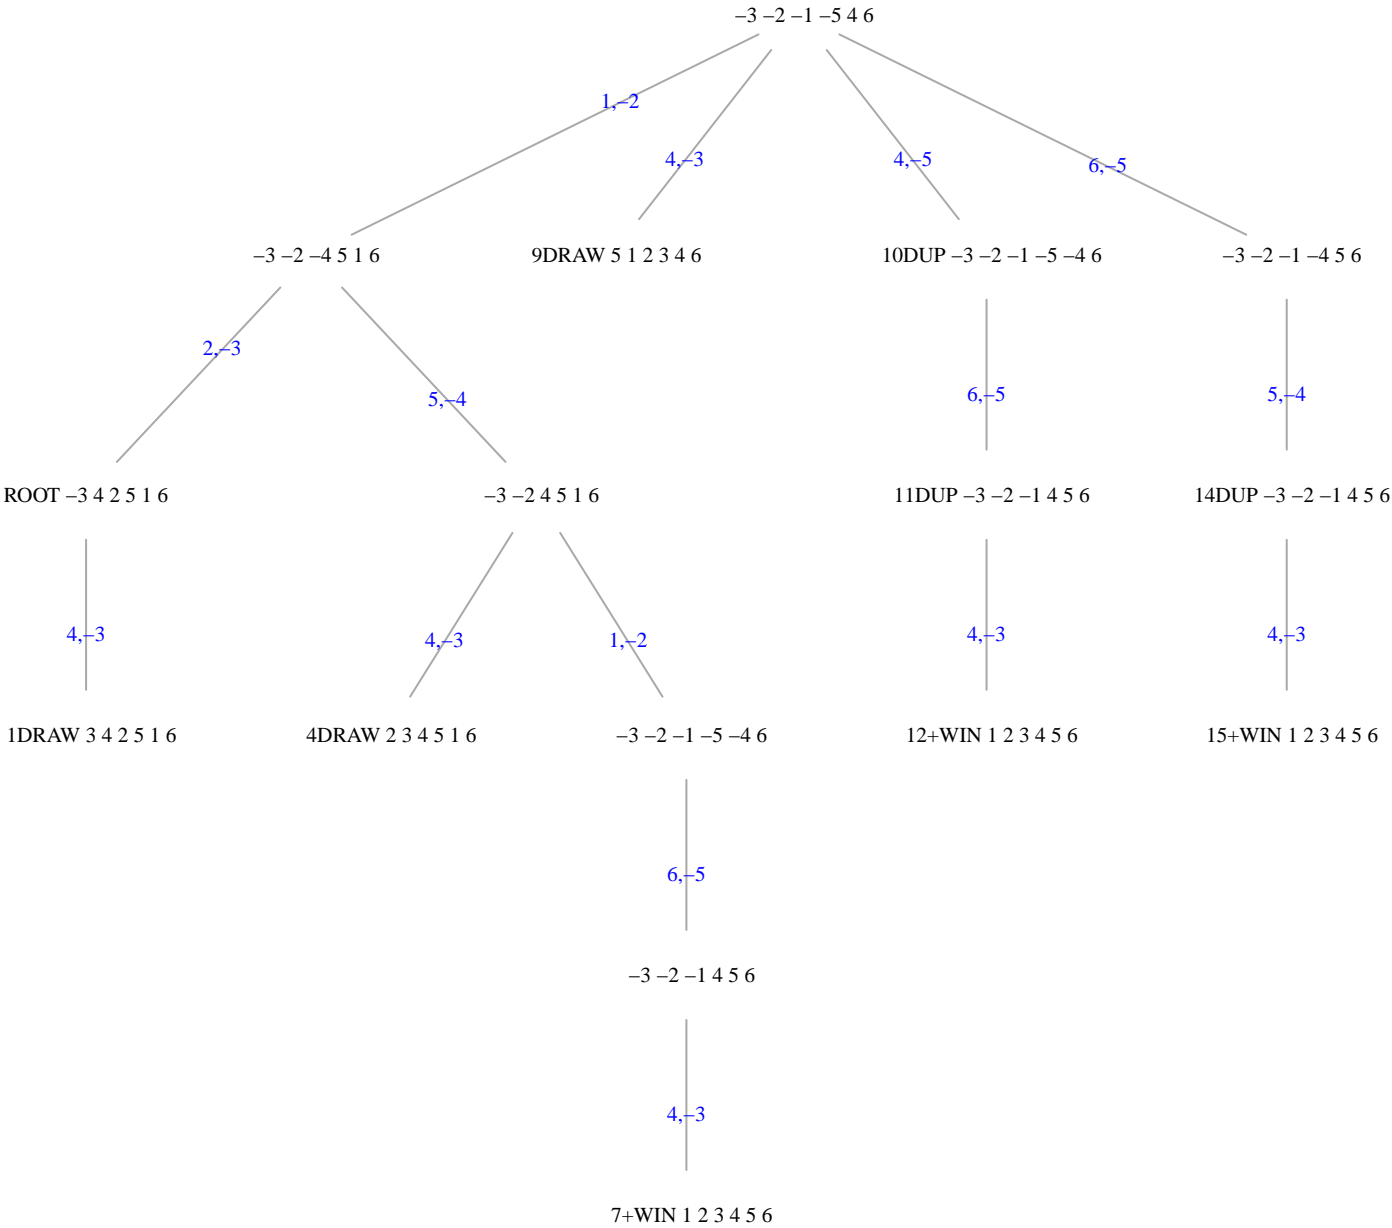 −3 −2 −1 −5 4 6
1,−2
4,−3
4,−5
6,−5
−3 −2 −4 5 1 6
9DRAW 5 1 2 3 4 6
10DUP −3 −2 −1 −5 −4 6
−3 −2 −1 −4 5 6
2,−3
5,−4
6,−5
5,−4
ROOT −3 4 2 5 1 6
−3 −2 4 5 1 6
11DUP −3 −2 −1 4 5 6
14DUP −3 −2 −1 4 5 6
4,−3
4,−3
1,−2
4,−3
4,−3
1DRAW 3 4 2 5 1 6
4DRAW 2 3 4 5 1 6
−3 −2 −1 −5 −4 6
12+WIN 1 2 3 4 5 6
15+WIN 1 2 3 4 5 6
6,−5
−3 −2 −1 4 5 6
4,−3
7+WIN 1 2 3 4 5 6